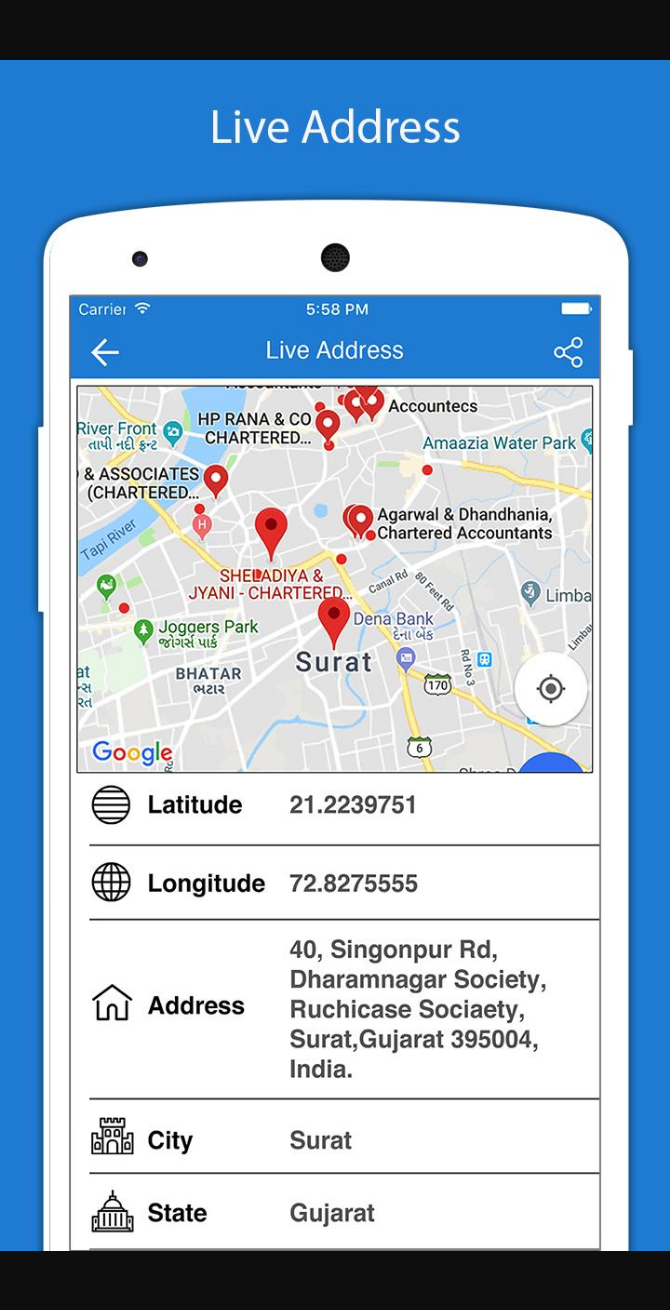 Live Address
Carrier
5:58 PM
Live Address
Accountecs
River Front
તાપી નદી ફ્રન્ટ
HP RANA & CO
CHARTERED...
Amaazia Water Park
& ASSOCIATES
(CHARTERED...
Agarwal & Dhandhania,
Chartered Accountants
H
Tapi River
SHELADIYA &
JYANI - CHARTERED...
Canal Rd
80 Feet Rd
Limba
Joggers Park
જોગર્સ પાર્ક
Dena Bank
દેના બેંક
Surat
BHATAR
ભટાર
Rd No 3
170
6
Google
Latitude 21.2239751
Longitude 72.8275555
Address
40, Singonpur Rd,
Dharamnagar Society,
Ruchicase Sociaety,
Surat,Gujarat 395004,
India.
City Surat
State Gujarat